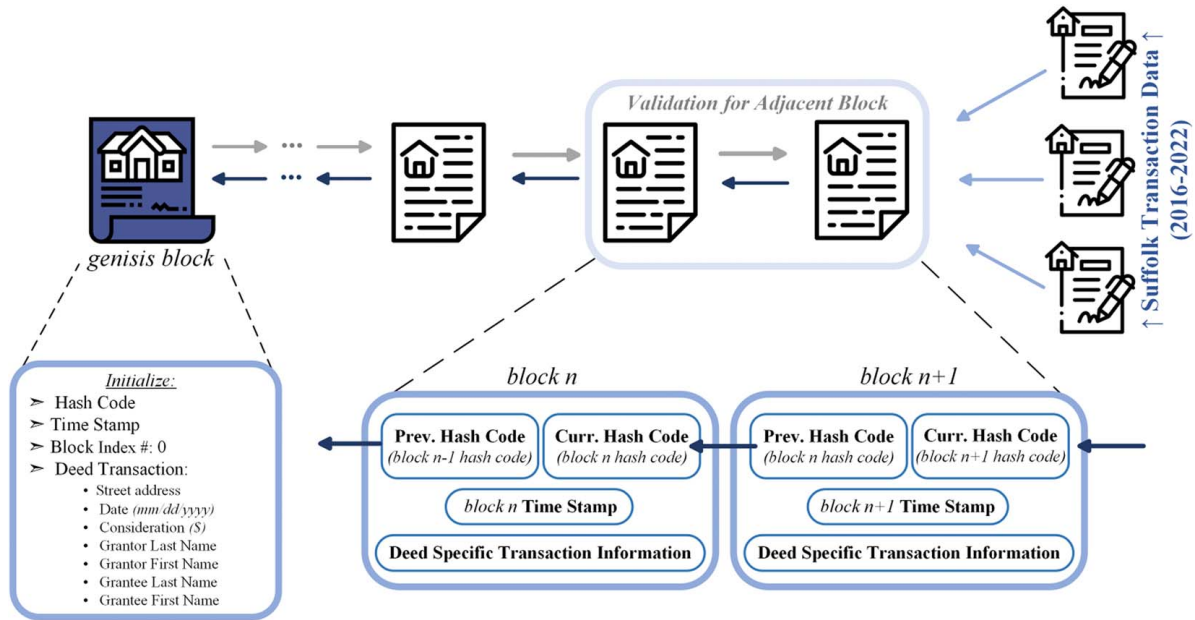 Validation for Adjacent Block
...
...
genisis block
↑ Suffolk Transaction Data ↑
(2016-2022)
Initialize:
➣ Hash Code
➣ Time Stamp
➣ Block Index #: 0
➣ Deed Transaction:
• Street address
• Date (mm/dd/yyyy)
• Consideration ($)
• Grantor Last Name
• Grantor First Name
• Grantee Last Name
• Grantee First Name
block n
Prev. Hash Code
(block n-1 hash code)
Curr. Hash Code
(block n hash code)
block n Time Stamp
Deed Specific Transaction Information
block n+1
Prev. Hash Code
(block n hash code)
Curr. Hash Code
(block n+1 hash code)
block n+1 Time Stamp
Deed Specific Transaction Information